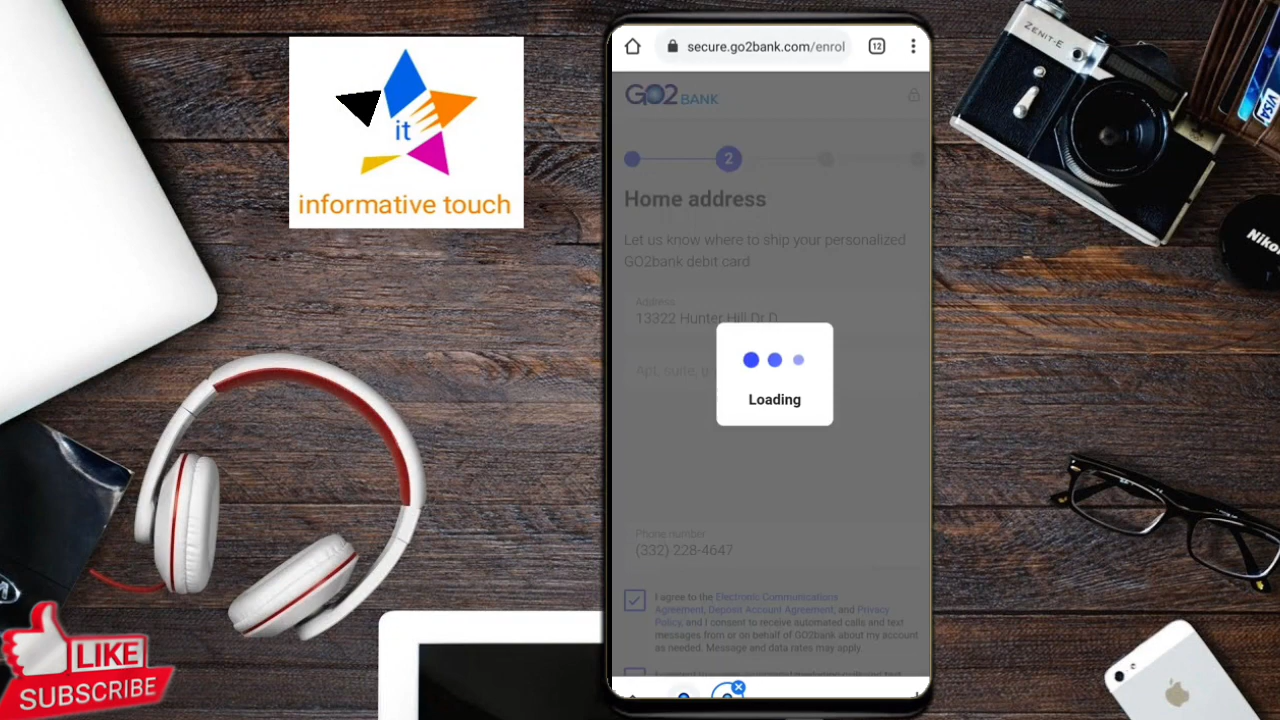 it
informative touch
secure.go2bank.com/enrol
12
GO2 BANK
2
Home address
Let us know where to ship your personalized
GO2bank debit card
Address
13322 Hunter Hill Dr D
Apt, suite, g
Loading
Phone number
(332) 228-4647
I agree to the Electronic Communications
Agreement, Deposit Account Agreement, and Privacy
Policy, and I consent to receive automated calls and text
messages from or on behalf of GO2bank about my account
as needed. Message and data rates may apply.
ZENIT-E
VISA
Nikon
LIKE
SUBSCRIBE